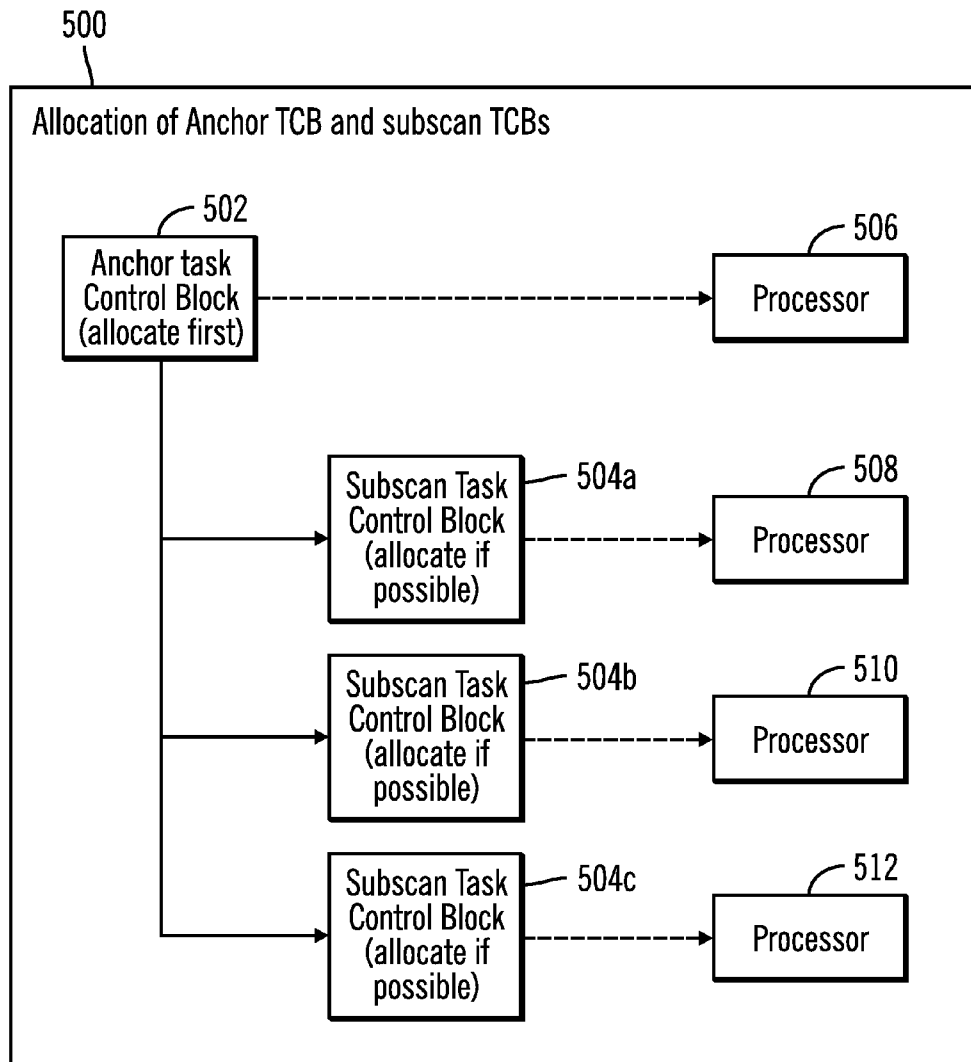 500
Allocation of Anchor TCB and subscan TCBs
502
Anchor task
Control Block
(allocate first)
506
Processor
504a
Subscan Task
Control Block
(allocate if
possible)
508
Processor
504b
Subscan Task
Control Block
(allocate if
possible)
510
Processor
504c
Subscan Task
Control Block
(allocate if
possible)
512
Processor